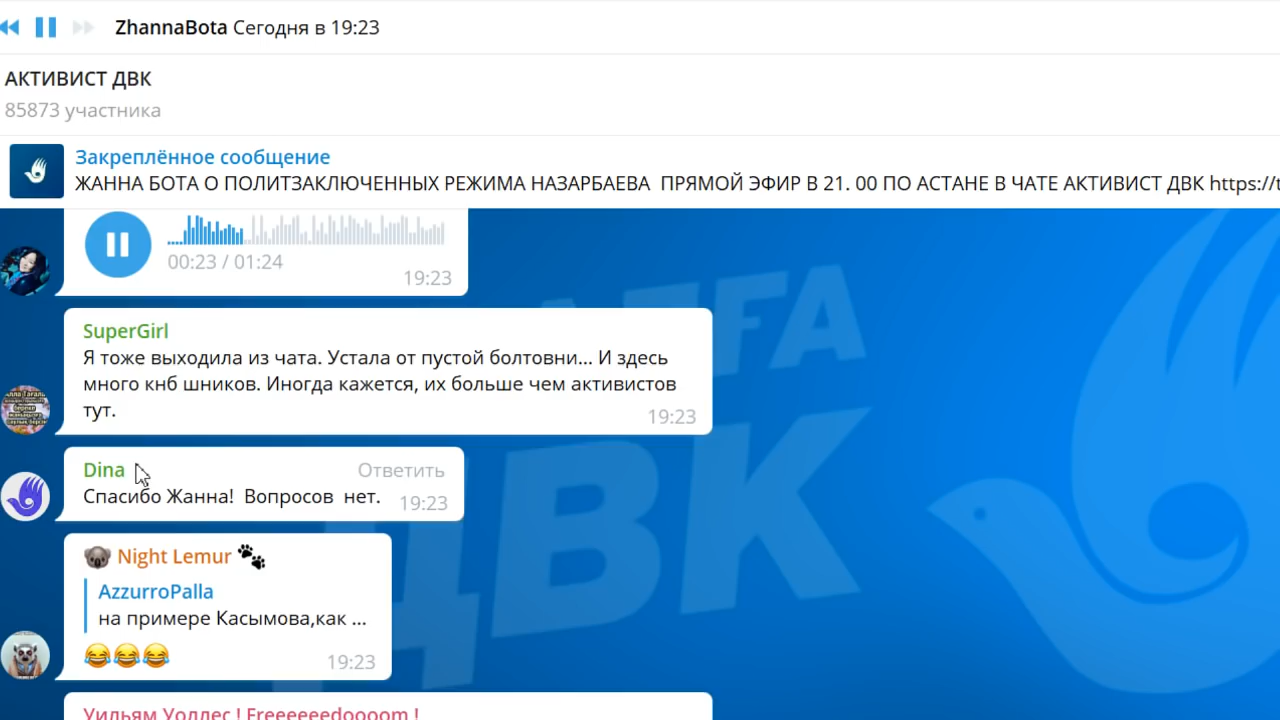 ZhannaBota Сегодня в 19:23
АКТИВИСТ ДВК
85873 участника
Закреплённое сообщение
ЖАННА БОТА О ПОЛИТЗАКЛЮЧЕННЫХ РЕЖИМА НАЗАРБАЕВА ПРЯМОЙ ЭФИР В 21. 00 ПО АСТАНЕ В ЧАТЕ АКТИВИСТ ДВК https://t
00:23 / 01:24
19:23
SuperGirl
Я тоже выходила из чата. Устала от пустой болтовни... И здесь
много кнб шников. Иногда кажется, их больше чем активистов
тут.
19:23
Dina
Ответить
Спасибо Жанна! Вопросов нет.
19:23
Night Lemur
AzzurroPalla
на примере Касымова,как ...
😂😂😂
19:23
Уильям Уоллес ! Freeeeeedoooom !
ДВК